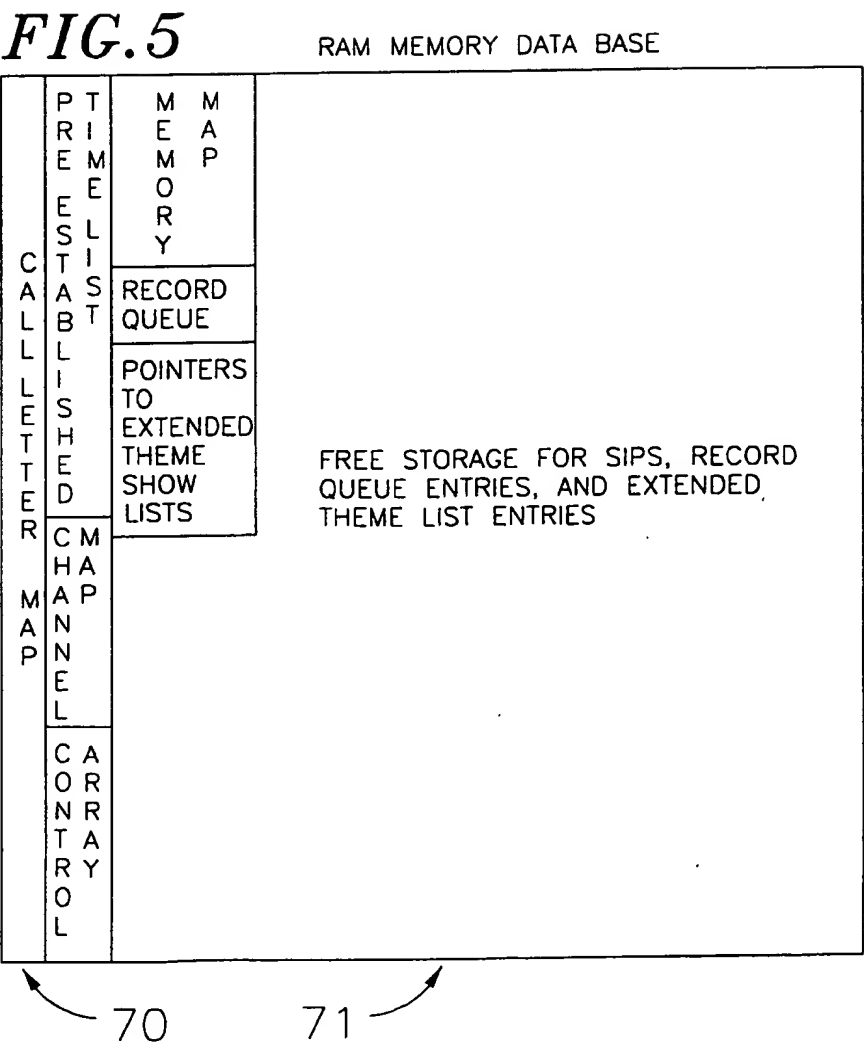 FIG.5
RAM MEMORY DATA BASE
CALL LETTER MAP
PRE ESTABLISHED
TIME LIST
CHANNEL
MAP
CONTROL
ARRAY
MEMORY
MAP
RECORD
QUEUE
POINTERS
TO
EXTENDED
THEME
SHOW
LISTS
FREE STORAGE FOR SIPS, RECORD
QUEUE ENTRIES, AND EXTENDED
THEME LIST ENTRIES
70
71